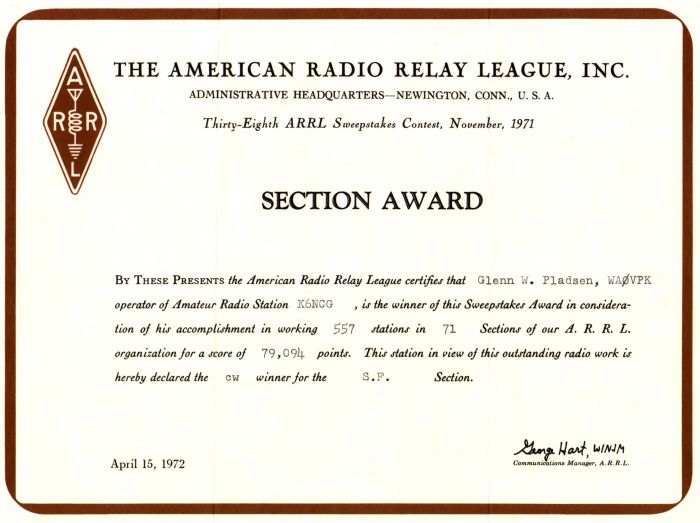 A
R R
L
THE AMERICAN RADIO RELAY LEAGUE, INC.
ADMINISTRATIVE HEADQUARTERS—NEWINGTON, CONN., U. S. A.
Thirty-Eighth ARRL Sweepstakes Contest, November, 1971
SECTION AWARD
BY THESE PRESENTS the American Radio Relay League certifies that Glenn W. Pladsen, WAØVPK
operator of Amateur Radio Station K6NCG , is the winner of this Sweepstakes Award in considera-
tion of his accomplishment in working 557 stations in 71 Sections of our A. R. R. L.
organization for a score of 79,094 points. This station in view of this outstanding radio work is
hereby declared the cw winner for the S.F. Section.
George Hart, W1NJM
April 15, 1972
Communications Manager, A.R.R.L.